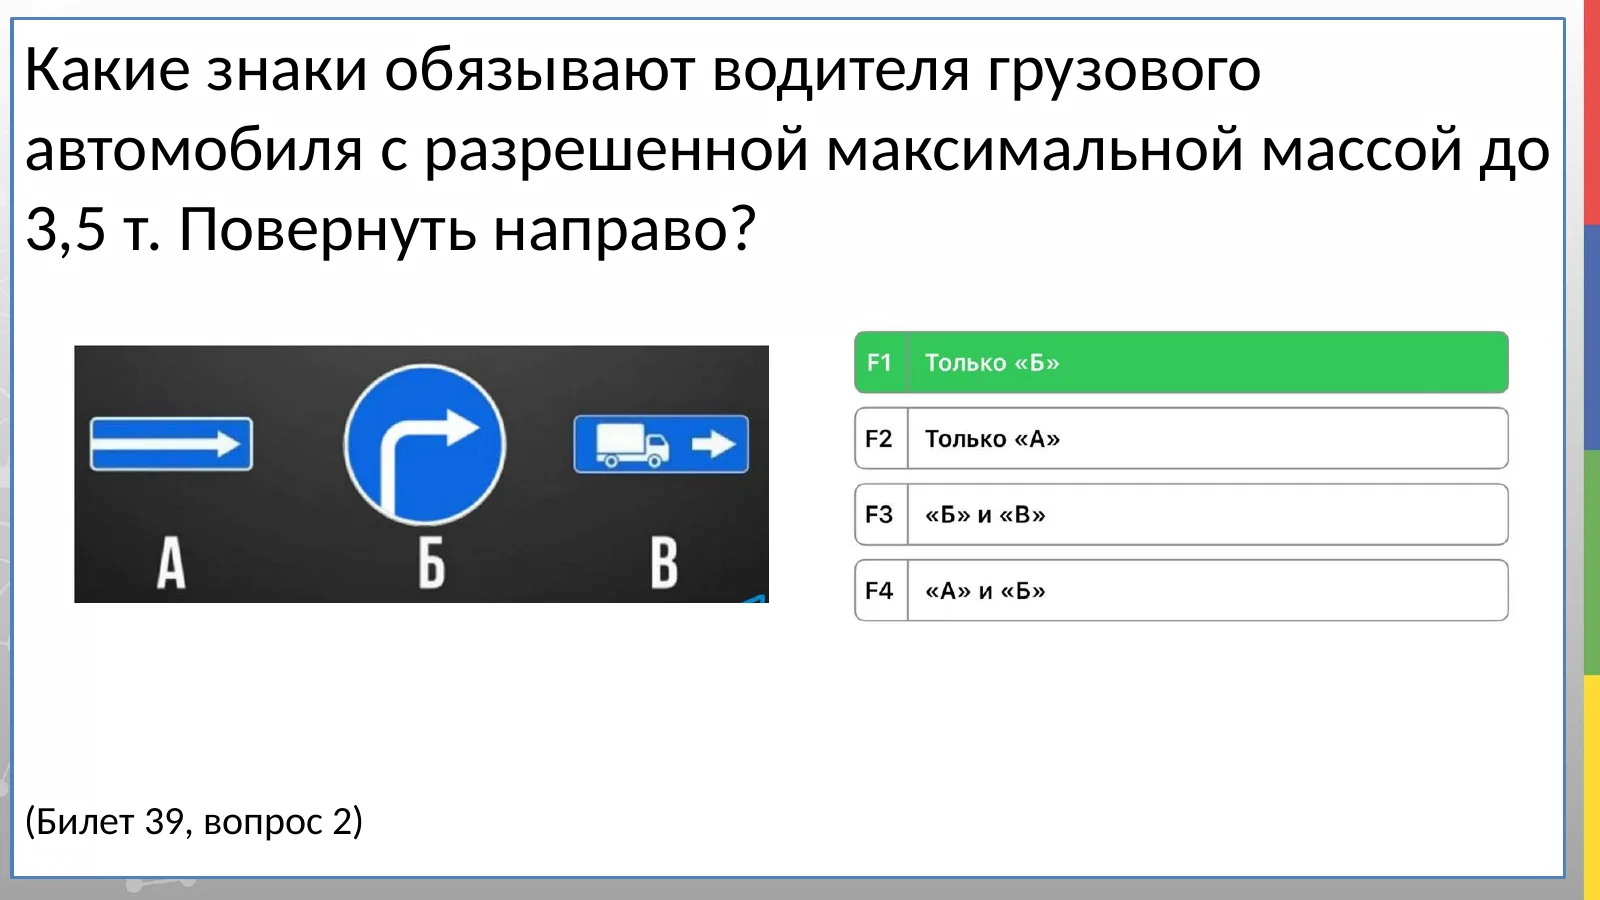 Какие знаки обязывают водителя грузового
автомобиля с разрешенной максимальной массой до
3,5 т. Повернуть направо?
А Б В
F1 Только «Б»
F2 Только «А»
F3 «Б» и «В»
F4 «А» и «Б»
(Билет 39, вопрос 2)